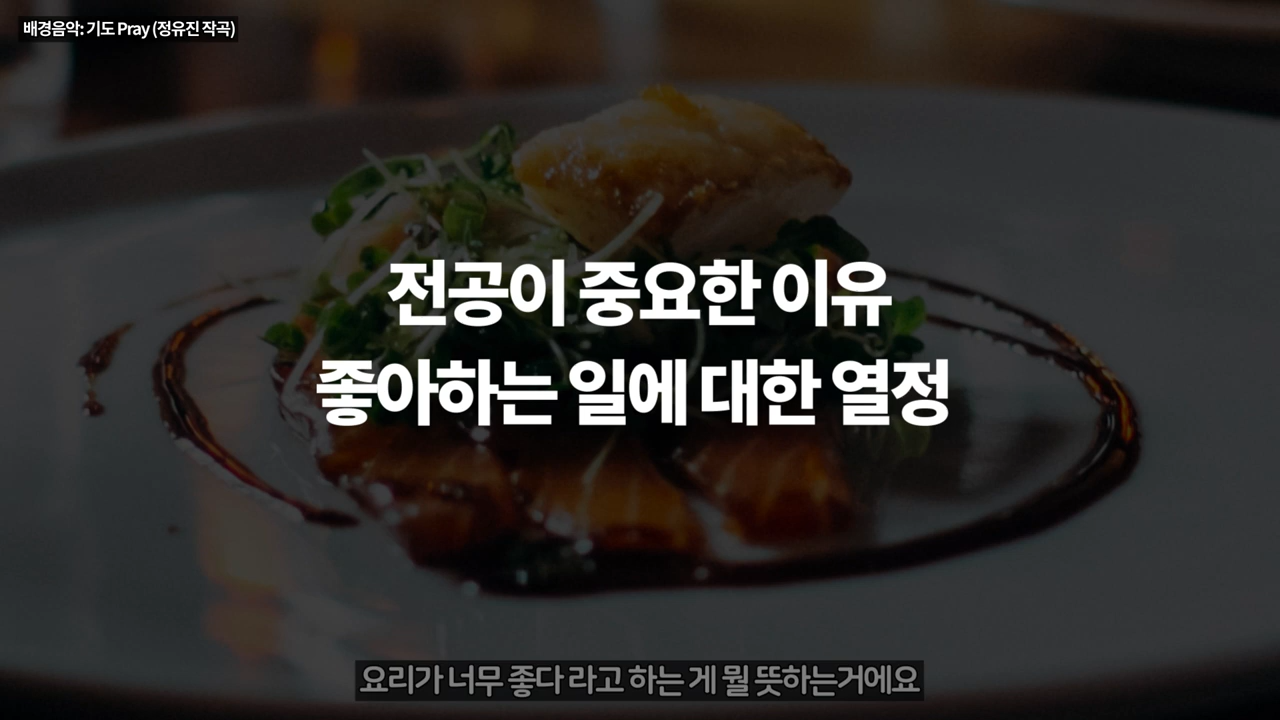 배경음악: 기도 Pray (정유진 작곡)
전공이 중요한 이유
좋아하는 일에 대한 열정
요리가 너무 좋다 라고 하는 게 뭘 뜻하는거에요